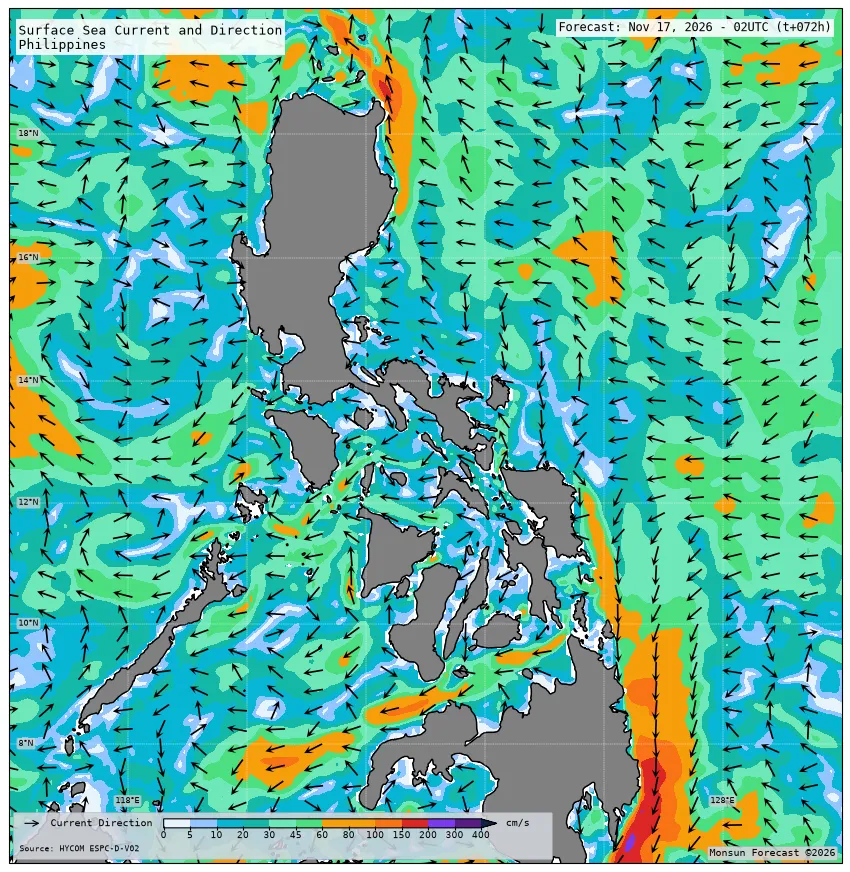 Surface Sea Current and Direction
Philippines
Forecast: Nov 17, 2026 - 02UTC (t+072h)
18°N
16°N
14°N
12°N
10°N
8°N
118°E
128°E
Current Direction
0 5 10 20 30 45 60 80 100 150 200 300 400
cm/s
Source: HYCOM ESPC-D-V02
Monsun Forecast ©2026